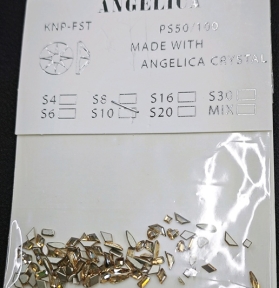 ANGELICA
KNP-FST PS50/100
MADE WITH
ANGELICA CRYSTAL
S4 S8 S16 S30
S6 S10 S20 MIX